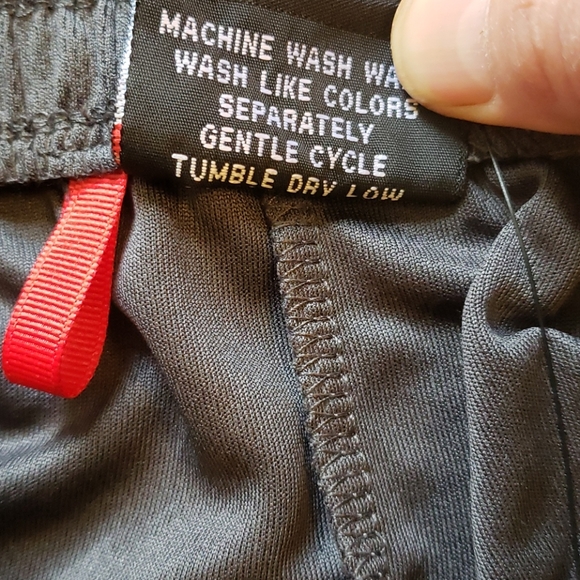 MACHINE WASH
WASH LIKE COLORS
SEPARATELY
GENTLE CYCLE
TUMBLE DRY LOW